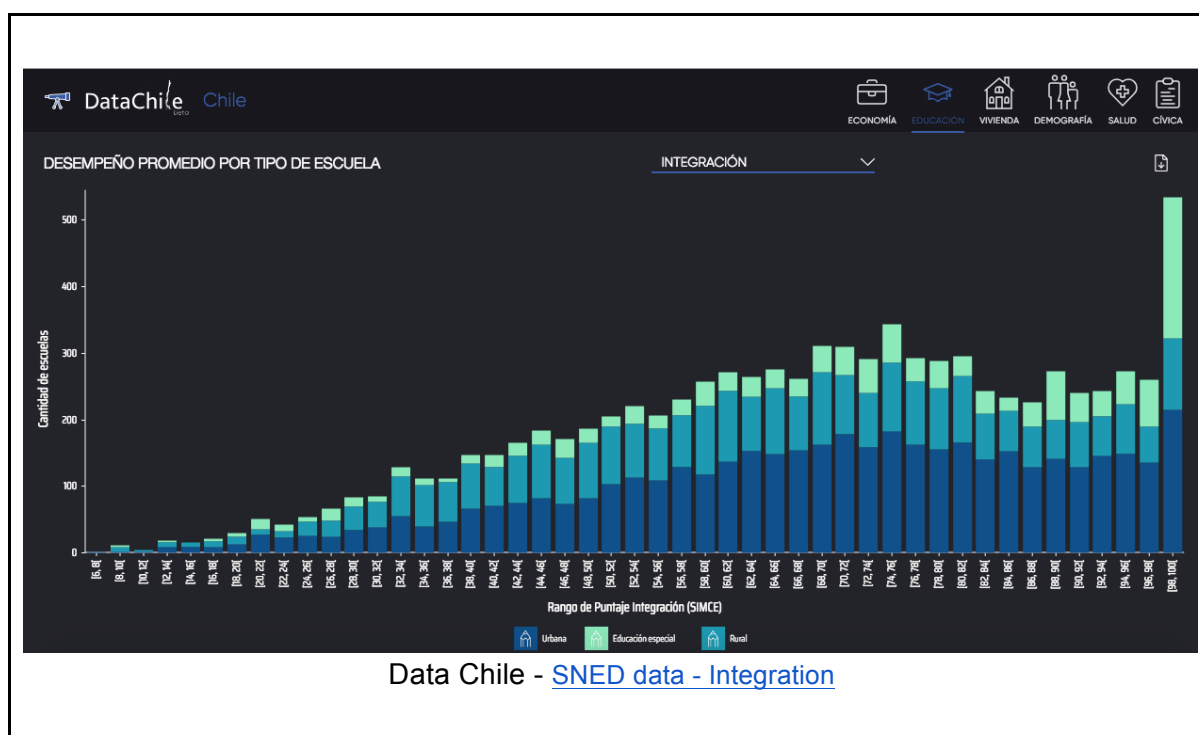 DataChile Chile
beta
ECONOMÍA EDUCACIÓN VIVIENDA DEMOGRAFÍA SALUD CÍVICA
DESEMPEÑO PROMEDIO POR TIPO DE ESCUELA INTEGRACIÓN
500
400
300
200
100
0
Cantidad de escuelas
[6, 8[ [8, 10[ [10, 12[ [12, 14[ [14, 16[ [16, 18[ [18, 20[ [20, 22[ [22, 24[ [24, 26[ [26, 28[ [28, 30[ [30, 32[ [32, 34[ [34, 36[ [36, 38[ [38, 40[ [40, 42[ [42, 44[ [44, 46[ [46, 48[ [48, 50[ [50, 52[ [52, 54[ [54, 56[ [56, 58[ [58, 60[ [60, 62[ [62, 64[ [64, 66[ [66, 68[ [68, 70[ [70, 72[ [72, 74[ [74, 76[ [76, 78[ [78, 80[ [80, 82[ [82, 84[ [84, 86[ [86, 88[ [88, 90[ [90, 92[ [92, 94[ [94, 96[ [96, 98[ [98, 100[
Rango de Puntaje Integración (SIMCE)
Urbana Educación especial Rural
Data Chile - SNED data - Integration